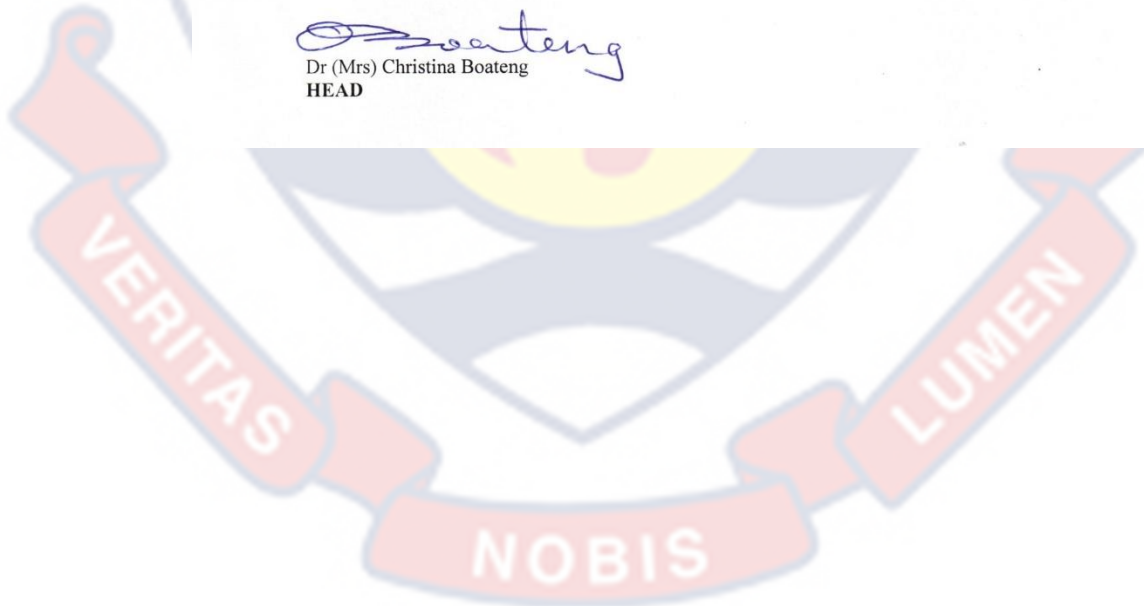 Boateng
Dr (Mrs) Christina Boateng
HEAD
VERITAS
NOBIS
LUMEN